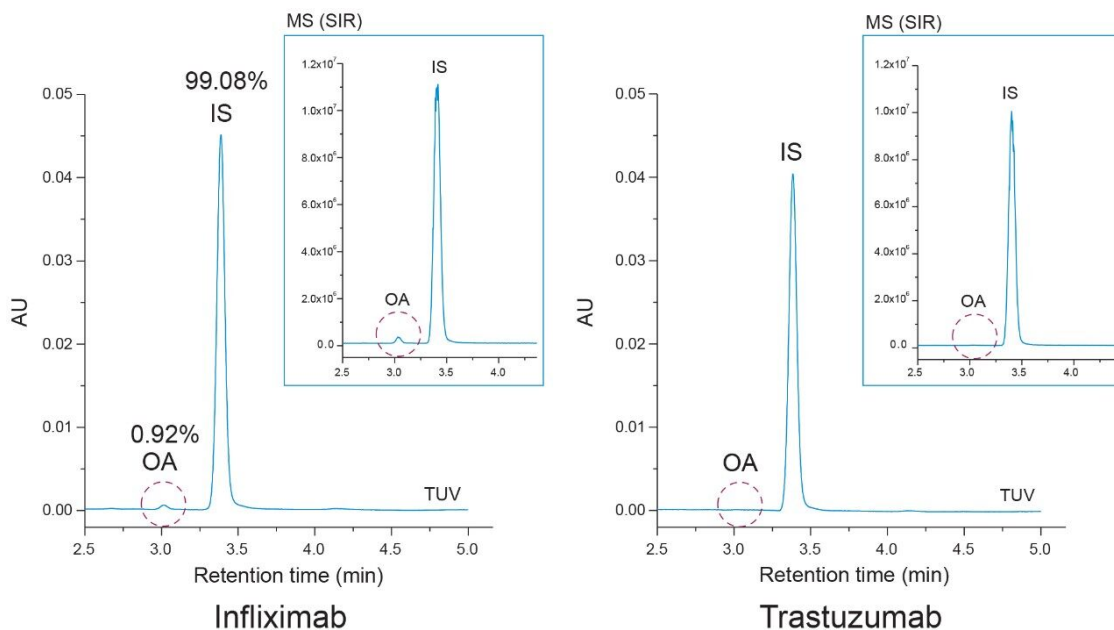 MS (SIR)
99.08%
IS
0.05
0.04
0.03
0.02
0.01
0.00
AU
0.92%
OA
TUV
2.5 3.0 3.5 4.0 4.5 5.0
Retention time (min)
Infliximab
1.2x10⁷
1.0x10⁷
8.0x10⁶
6.0x10⁶
4.0x10⁶
2.0x10⁶
0.0
IS
OA
2.5 3.0 3.5 4.0
MS (SIR)
IS
0.05
0.04
0.03
0.02
0.01
0.00
AU
OA
TUV
2.5 3.0 3.5 4.0 4.5 5.0
Retention time (min)
Trastuzumab
1.2x10⁷
1.0x10⁷
8.0x10⁶
6.0x10⁶
4.0x10⁶
2.0x10⁶
0.0
IS
OA
2.5 3.0 3.5 4.0